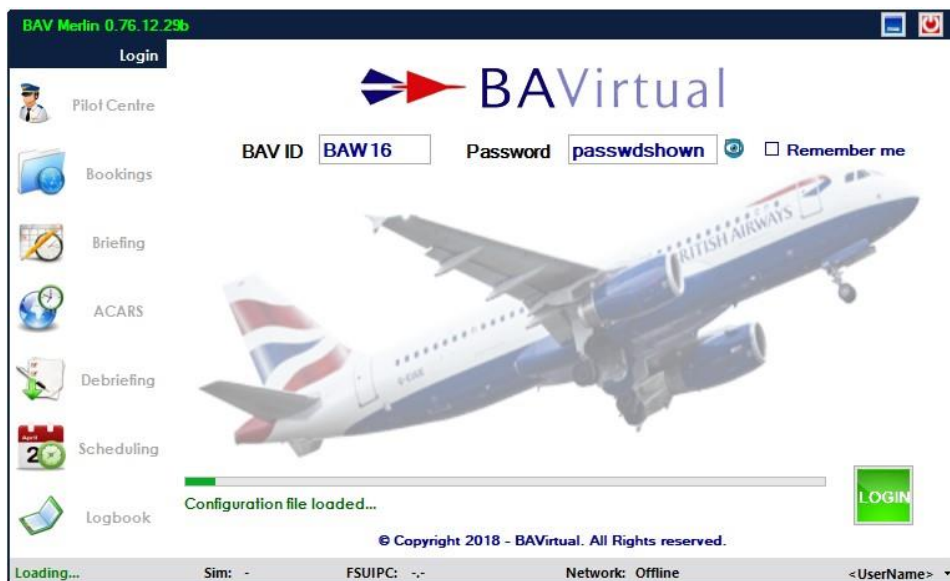 BAV Merlin 0.76.12.29b
Login
BAVirtual
Pilot Centre
BAV ID BAW16 Password passwdshown Remember me
Bookings
BRITISH AIRWAYS
Briefing
ACARS
Debriefing
April
2
Scheduling
Configuration file loaded...
LOGIN
Logbook
© Copyright 2018 - BAVirtual. All Rights reserved.
Loading... Sim: - FSUIPC: -.- Network: Offline <UserName>